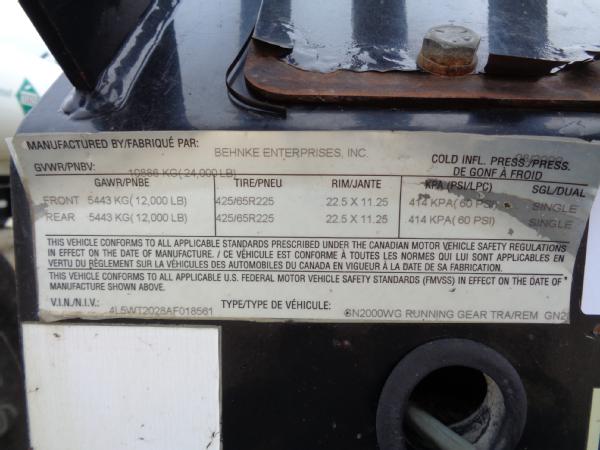 MANUFACTURED BY/FABRIQUÉ PAR: BEHNKE ENTERPRISES, INC.
GVWR/PNBV: 10886 KG( 24,000 LB) COLD INFL. PRESS./PRESS. DE GONF À FROID
GAWR/PNBE TIRE/PNEU RIM/JANTE KPA (PSI/LPC) SGL/DUAL
FRONT 5443 KG( 12,000 LB) 425/65R225 22.5 X 11.25 414 KPA( 60 PSI) SINGLE
REAR 5443 KG( 12,000 LB) 425/65R225 22.5 X 11.25 414 KPA( 60 PSI) SINGLE
THIS VEHICLE CONFORMS TO ALL APPLICABLE STANDARDS PRESCRIBED UNDER THE CANADIAN MOTOR VEHICLE SAFETY REGULATIONS
IN EFFECT ON THE DATE OF MANUFACTURE. / CE VÉHICULE EST CONFORME À TOUTES LES NORMES QUI LUI SONT APPLICABLES EN
VERTU DU RÈGLEMENT SUR LA SÉCURITÉ DES VÉHICULES AUTOMOBILES DU CANADA EN VIGUEUR À LA DATE DE SA FABRICATION.
THIS VEHICLE CONFORMS TO ALL APPLICABLE U.S. FEDERAL MOTOR VEHICLE SAFETY STANDARDS (FMVSS) IN EFFECT ON THE DATE OF
MANUFACTURE SHOWN ABOVE.
V.I.N./N.I.V.: 4L5WT2028AF018561 TYPE/TYPE DE VÉHICULE: GN2000WG RUNNING GEAR TRA/REM GN2